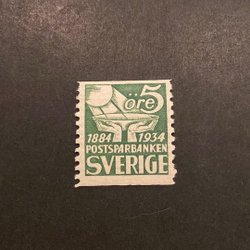 öre 5
1884 1934
POSTSPARBANKEN
SVERIGE